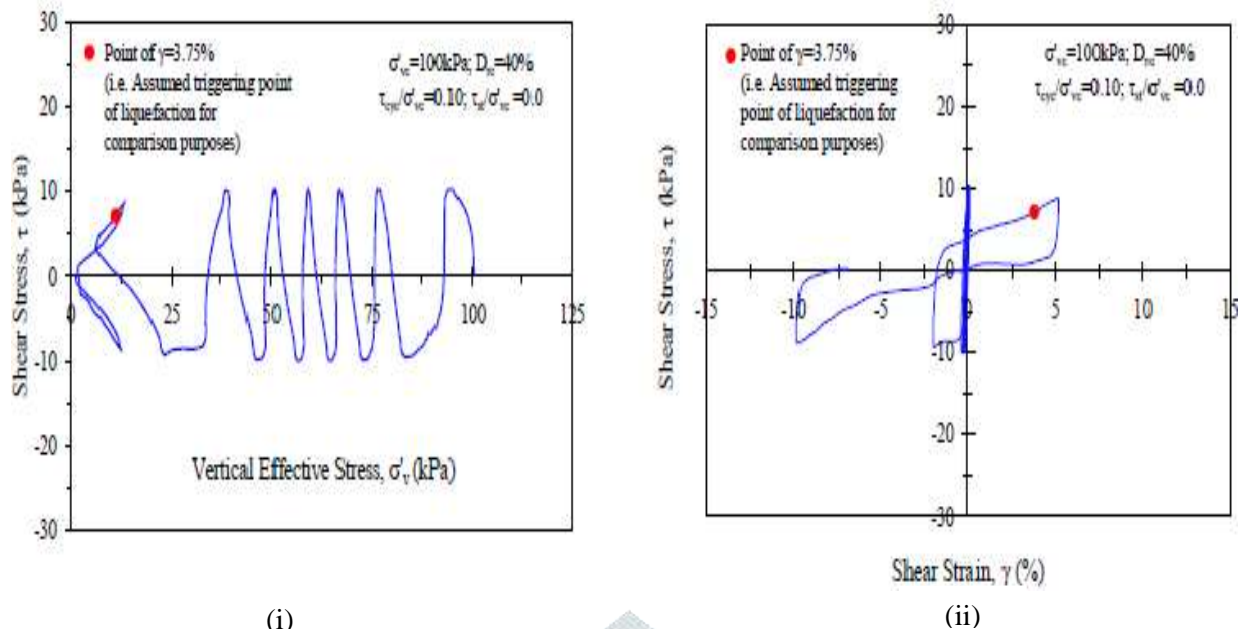 30
20
10
0
-10
-20
-30
Shear Stress, τ (kPa)
Point of γ=3.75%
(i.e. Assumed triggering point
of liquefaction for
comparison purposes)
σ'vc=100kPa; Drc=40%
τcyc/σ'vc=0.10; τst/σ'vc =0.0
0 25 50 75 100 125
Vertical Effective Stress, σ'v (kPa)
(i)
30
20
10
0
-10
-20
-30
Shear Stress, τ (kPa)
Point of γ=3.75%
(i.e. Assumed triggering
point of liquefaction for
comparison purposes)
σ'vc=100kPa; Drc=40%
τcyc/σ'vc=0.10; τst/σ'vc =0.0
-15 -10 -5 0 5 10 15
Shear Strain, γ (%)
(ii)